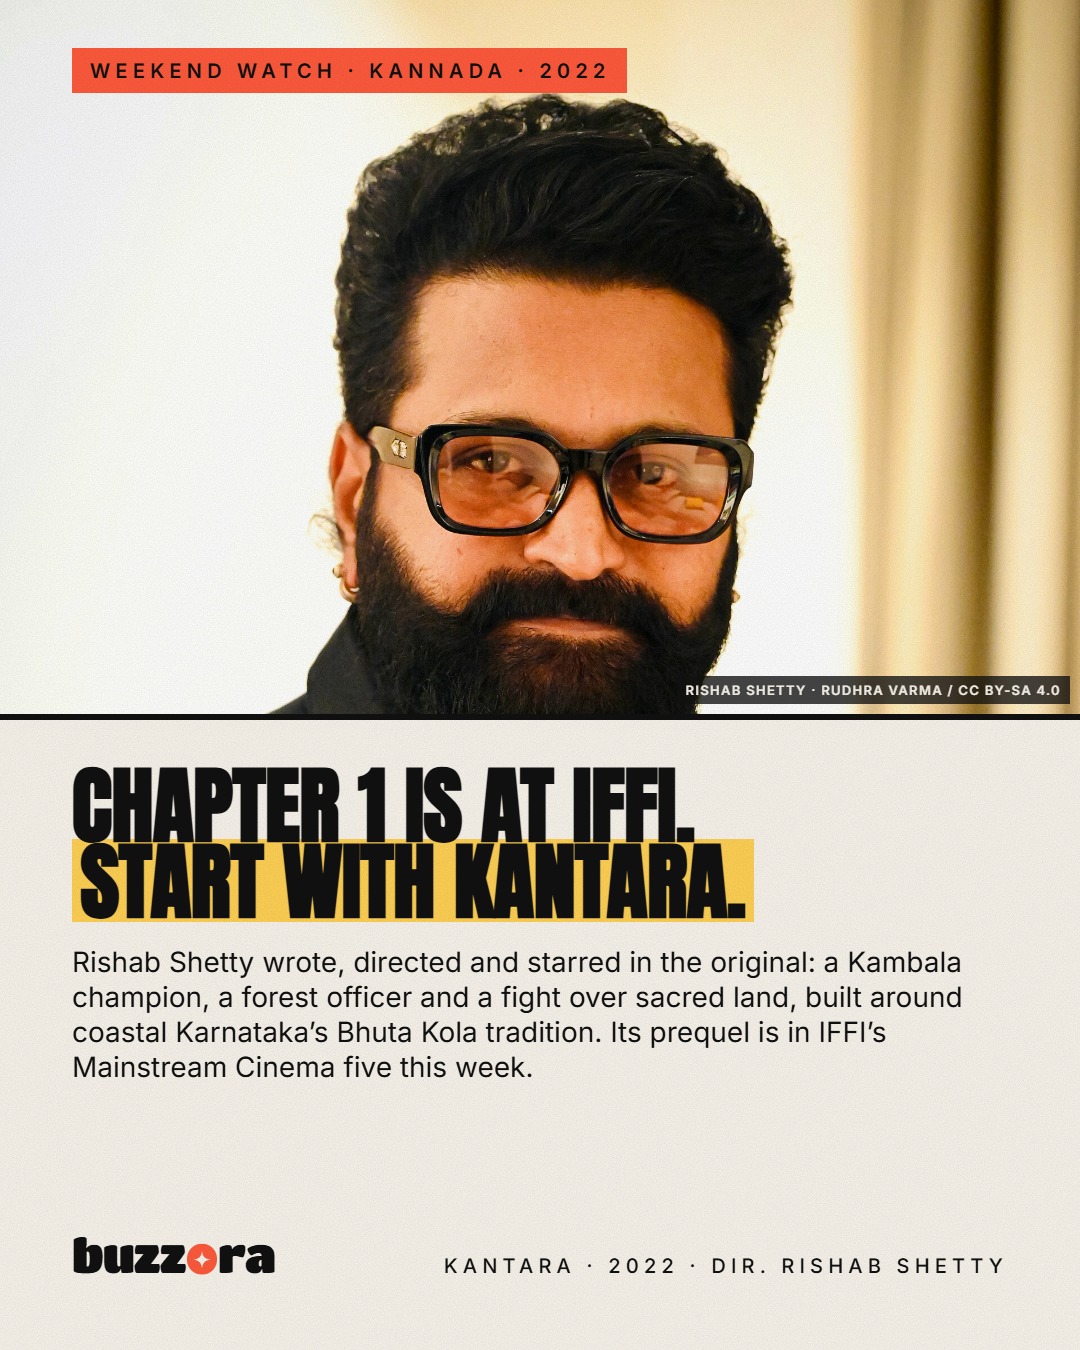 WEEKEND WATCH · KANNADA · 2022
RISHAB SHETTY · RUDHRA VARMA / CC BY-SA 4.0
CHAPTER 1 IS AT IFFI.
START WITH KANTARA.
Rishab Shetty wrote, directed and starred in the original: a Kambala
champion, a forest officer and a fight over sacred land, built around
coastal Karnataka’s Bhuta Kola tradition. Its prequel is in IFFI’s
Mainstream Cinema five this week.
buzzora
KANTARA · 2022 · DIR. RISHAB SHETTY